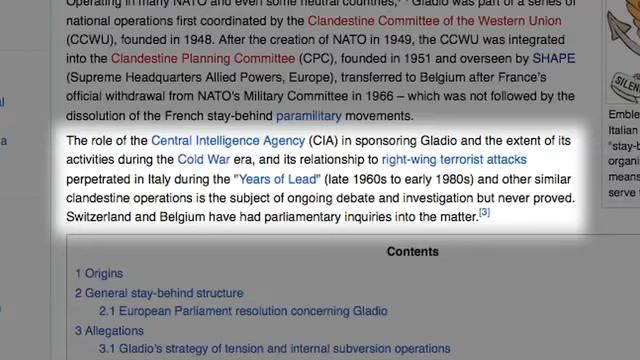 Operating in many NATO and even some neutral countries, Gladio was part of a series of
national operations first coordinated by the Clandestine Committee of the Western Union
(CCWU), founded in 1948. After the creation of NATO in 1949, the CCWU was integrated
into the Clandestine Planning Committee (CPC), founded in 1951 and overseen by SHAPE
(Supreme Headquarters Allied Powers, Europe), transferred to Belgium after France's
official withdrawal from NATO's Military Committee in 1966 – which was not followed by the
dissolution of the French stay-behind paramilitary movements.
The role of the Central Intelligence Agency (CIA) in sponsoring Gladio and the extent of its
activities during the Cold War era, and its relationship to right-wing terrorist attacks
perpetrated in Italy during the "Years of Lead" (late 1960s to early 1980s) and other similar
clandestine operations is the subject of ongoing debate and investigation but never proved.
Switzerland and Belgium have had parliamentary inquiries into the matter.[3]
Contents
1 Origins
2 General stay-behind structure
2.1 European Parliament resolution concerning Gladio
3 Allegations
3.1 Gladio's strategy of tension and internal subversion operations
SILEN
Emble
Italian
"stay-b
organi
means
serve
al
a